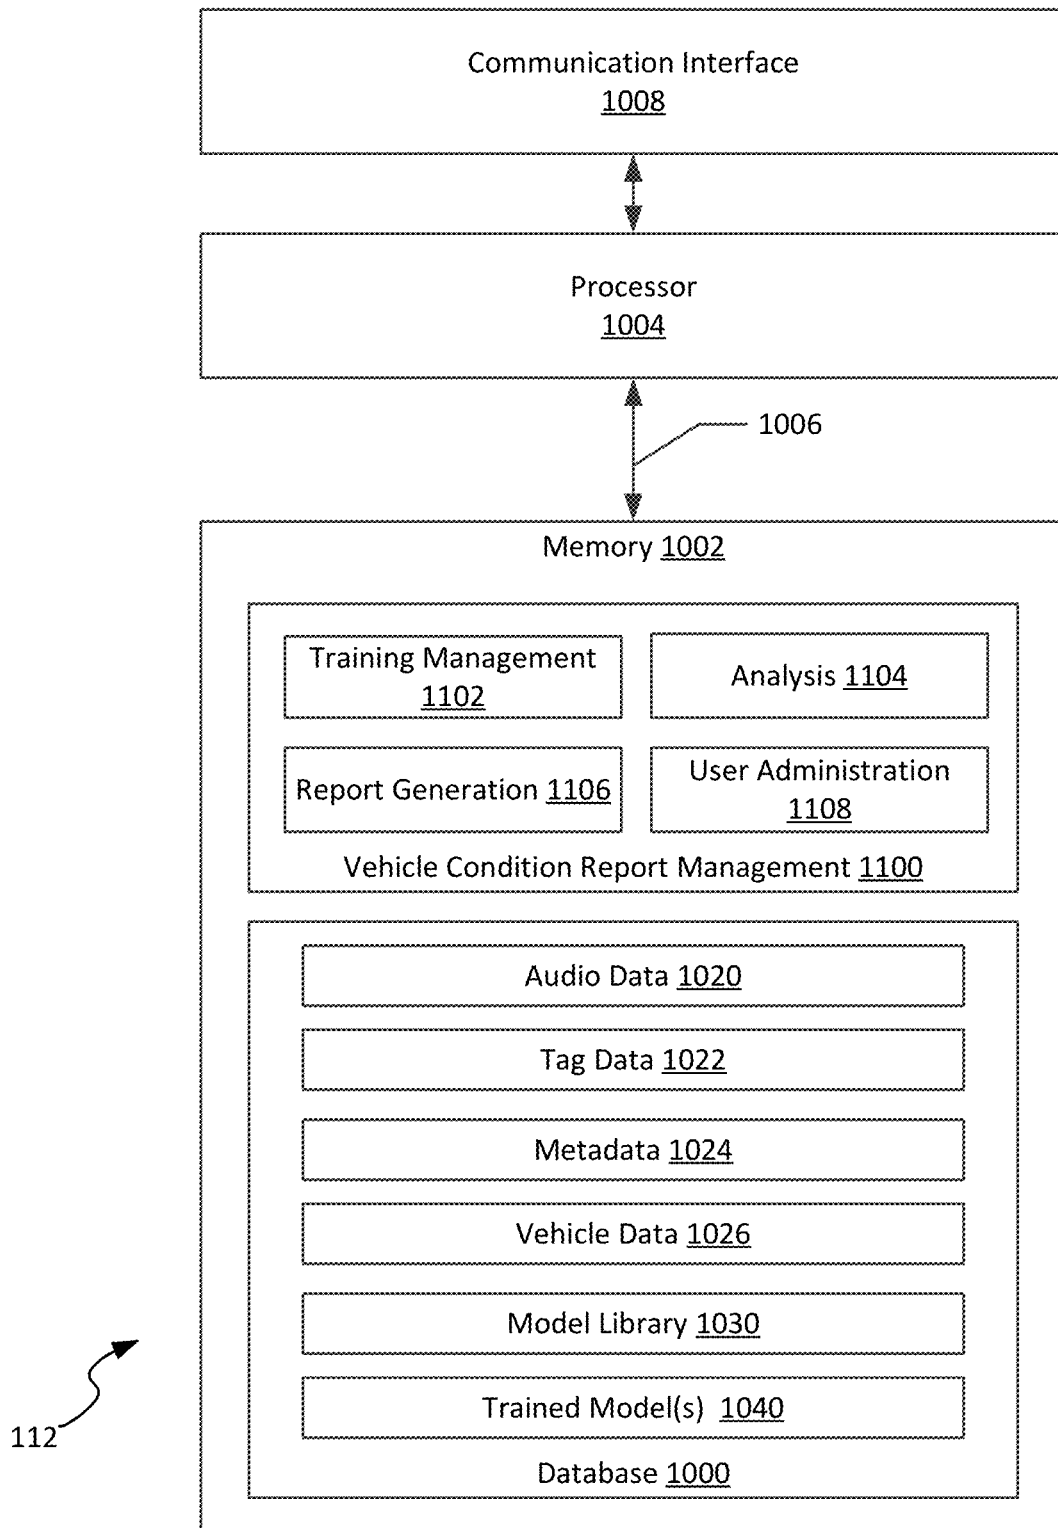 Communication Interface
1008
Processor
1004
1006
Memory 1002
Training Management
1102
Analysis 1104
Report Generation 1106
User Administration
1108
Vehicle Condition Report Management 1100
Audio Data 1020
Tag Data 1022
Metadata 1024
Vehicle Data 1026
Model Library 1030
Trained Model(s) 1040
Database 1000
112